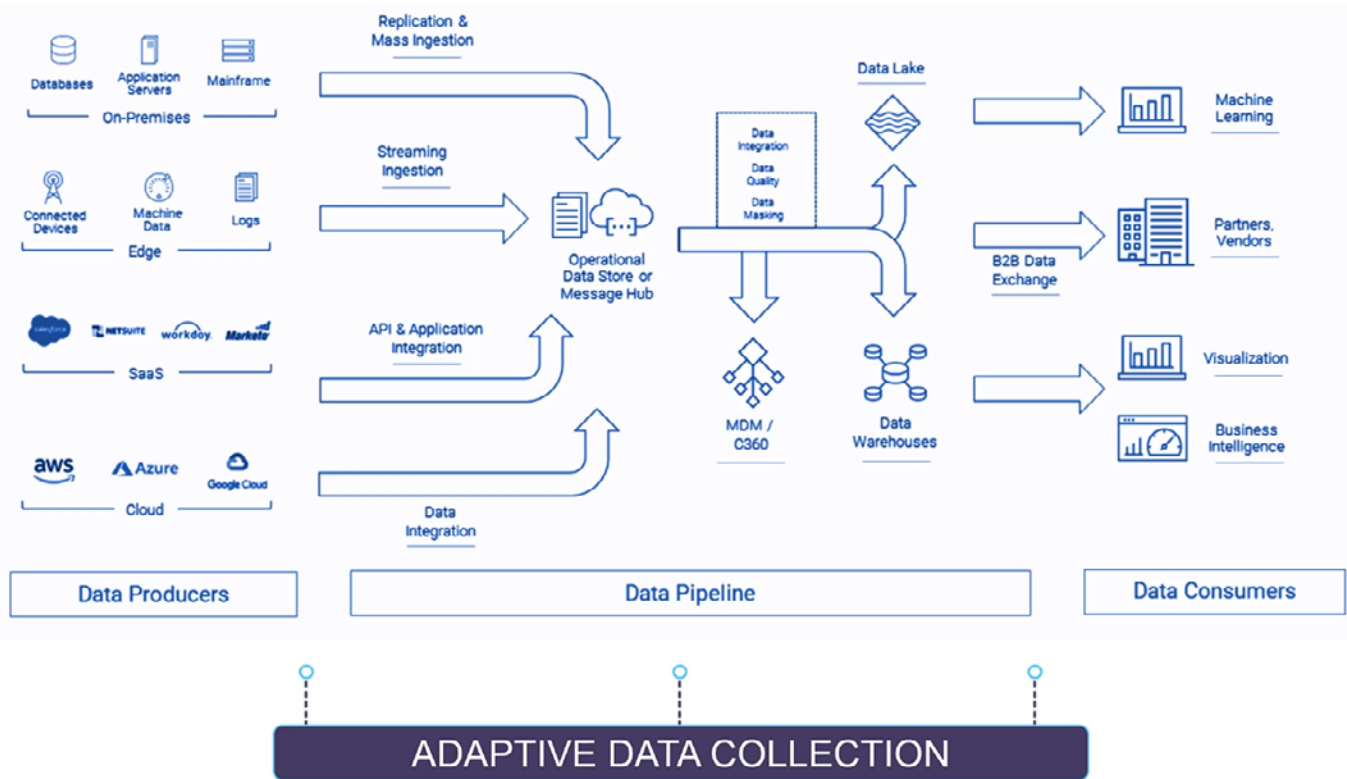 Replication &
Mass Ingestion
Databases
Application
Servers
Mainframe
On-Premises
Streaming
Ingestion
Connected
Devices
Machine
Data
Logs
Edge
salesforce
NETSUITE
workday.
Marketo
SaaS
API & Application
Integration
aws
Azure
Google Cloud
Cloud
Data
Integration
Operational
Data Store or
Message Hub
Data
Integration
Data
Quality
Data
Masking
Data Lake
MDM /
C360
Data
Warehouses
B2B Data
Exchange
Machine
Learning
Partners,
Vendors
Visualization
Business
Intelligence
Data Producers
Data Pipeline
Data Consumers
ADAPTIVE DATA COLLECTION